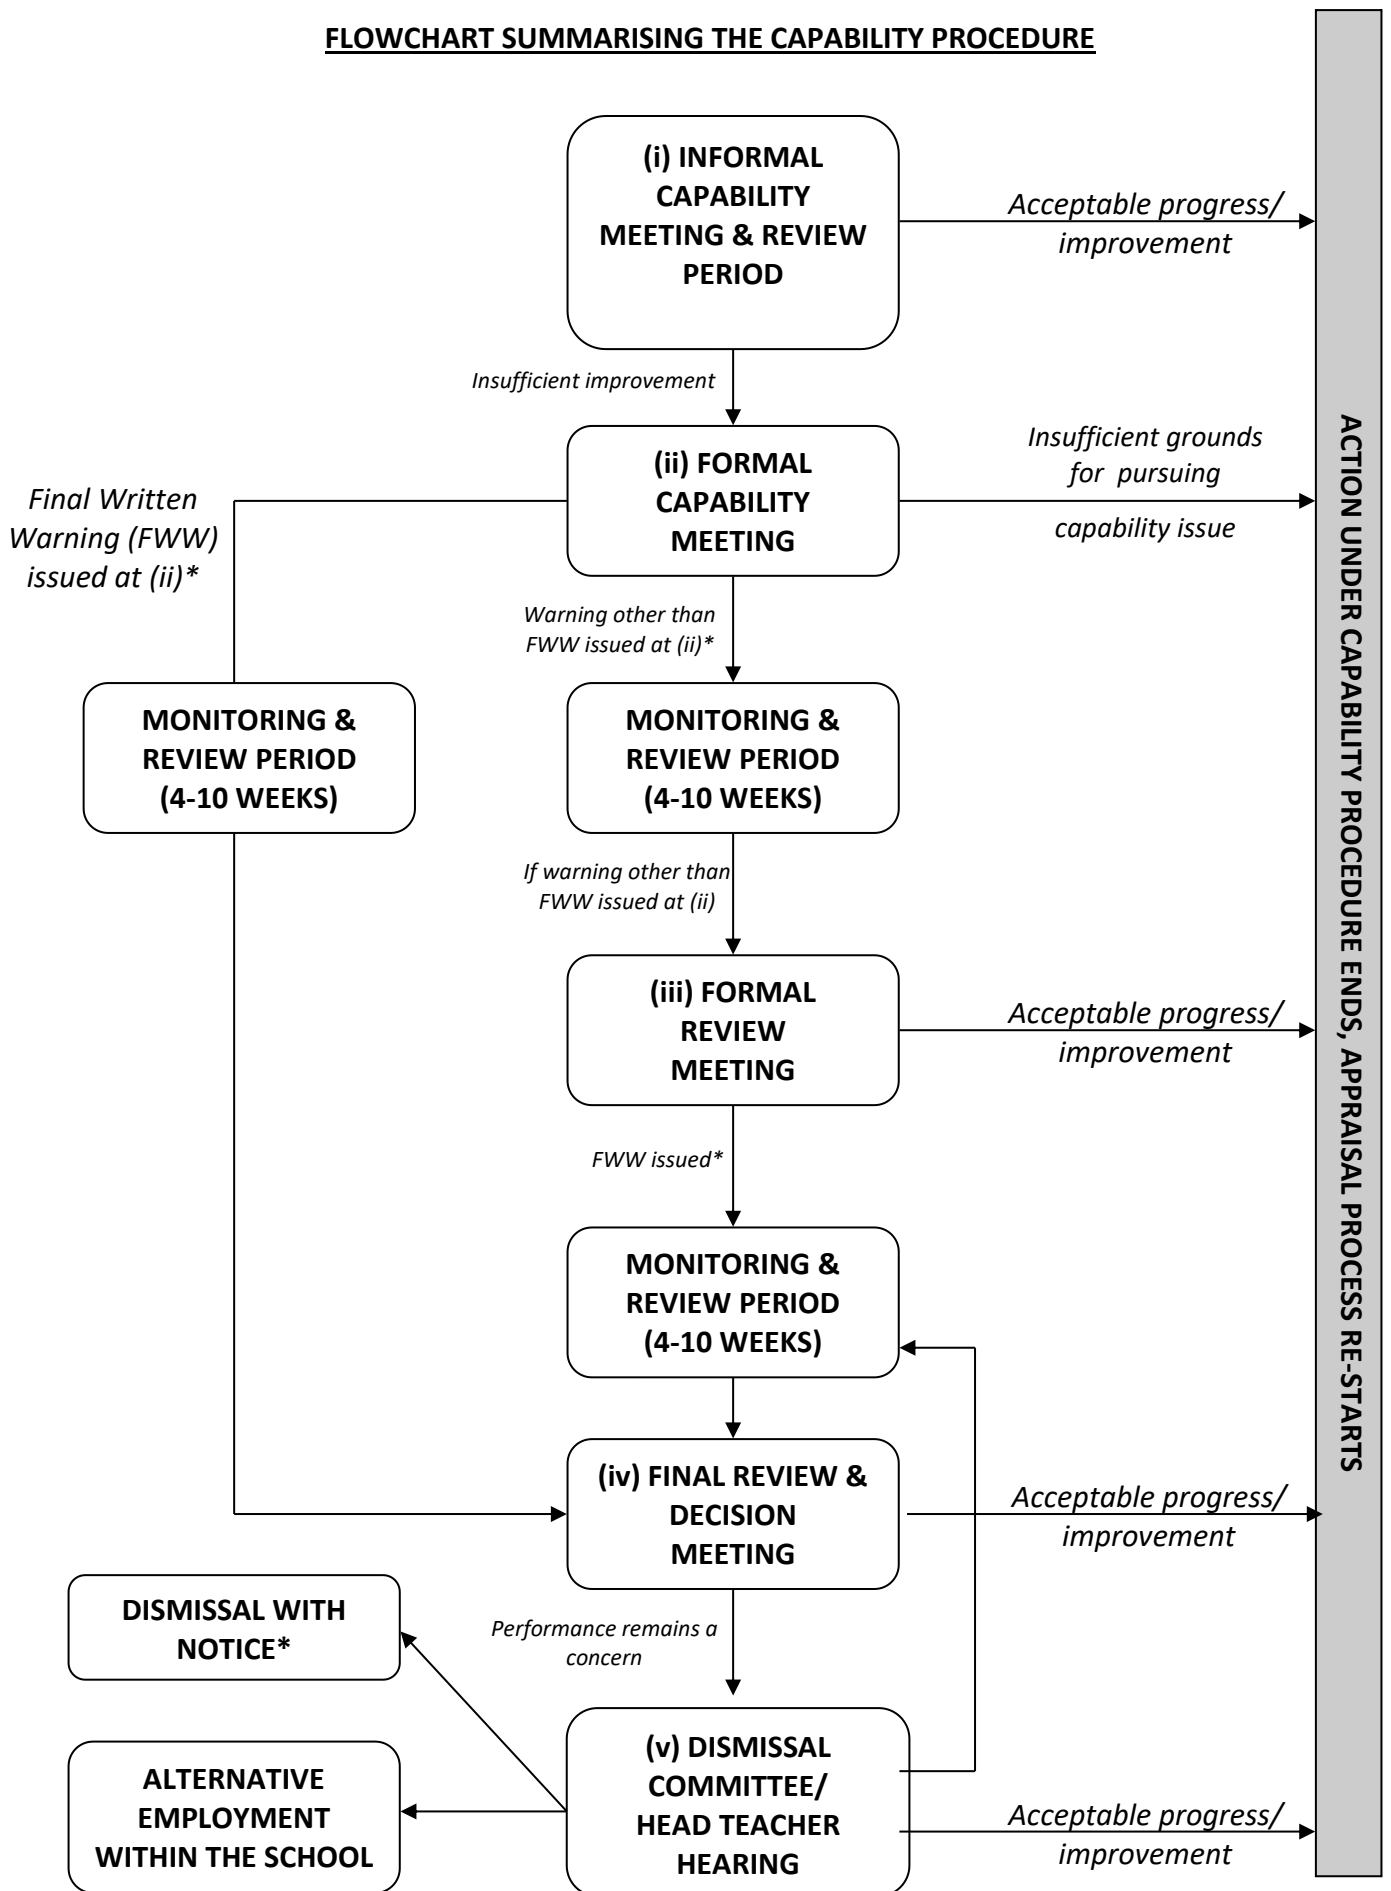 FLOWCHART SUMMARISING THE CAPABILITY PROCEDURE
(i) INFORMAL
CAPABILITY
MEETING & REVIEW
PERIOD
Acceptable progress/
improvement
Insufficient improvement
(ii) FORMAL
CAPABILITY
MEETING
Insufficient grounds
for  pursuing
capability issue
Final Written
Warning (FWW)
issued at (ii)*
Warning other than
FWW issued at (ii)*
MONITORING &
REVIEW PERIOD
(4-10 WEEKS)
MONITORING &
REVIEW PERIOD
(4-10 WEEKS)
If warning other than
FWW issued at (ii)
(iii) FORMAL
REVIEW
MEETING
Acceptable progress/
improvement
FWW issued*
MONITORING &
REVIEW PERIOD
(4-10 WEEKS)
(iv) FINAL REVIEW &
DECISION
MEETING
Acceptable progress/
improvement
Performance remains a
concern
DISMISSAL WITH
NOTICE*
(v) DISMISSAL
COMMITTEE/
HEAD TEACHER
HEARING
ALTERNATIVE
EMPLOYMENT
WITHIN THE SCHOOL
Acceptable progress/
improvement
ACTION UNDER CAPABILITY PROCEDURE ENDS, APPRAISAL PROCESS RE-STARTS